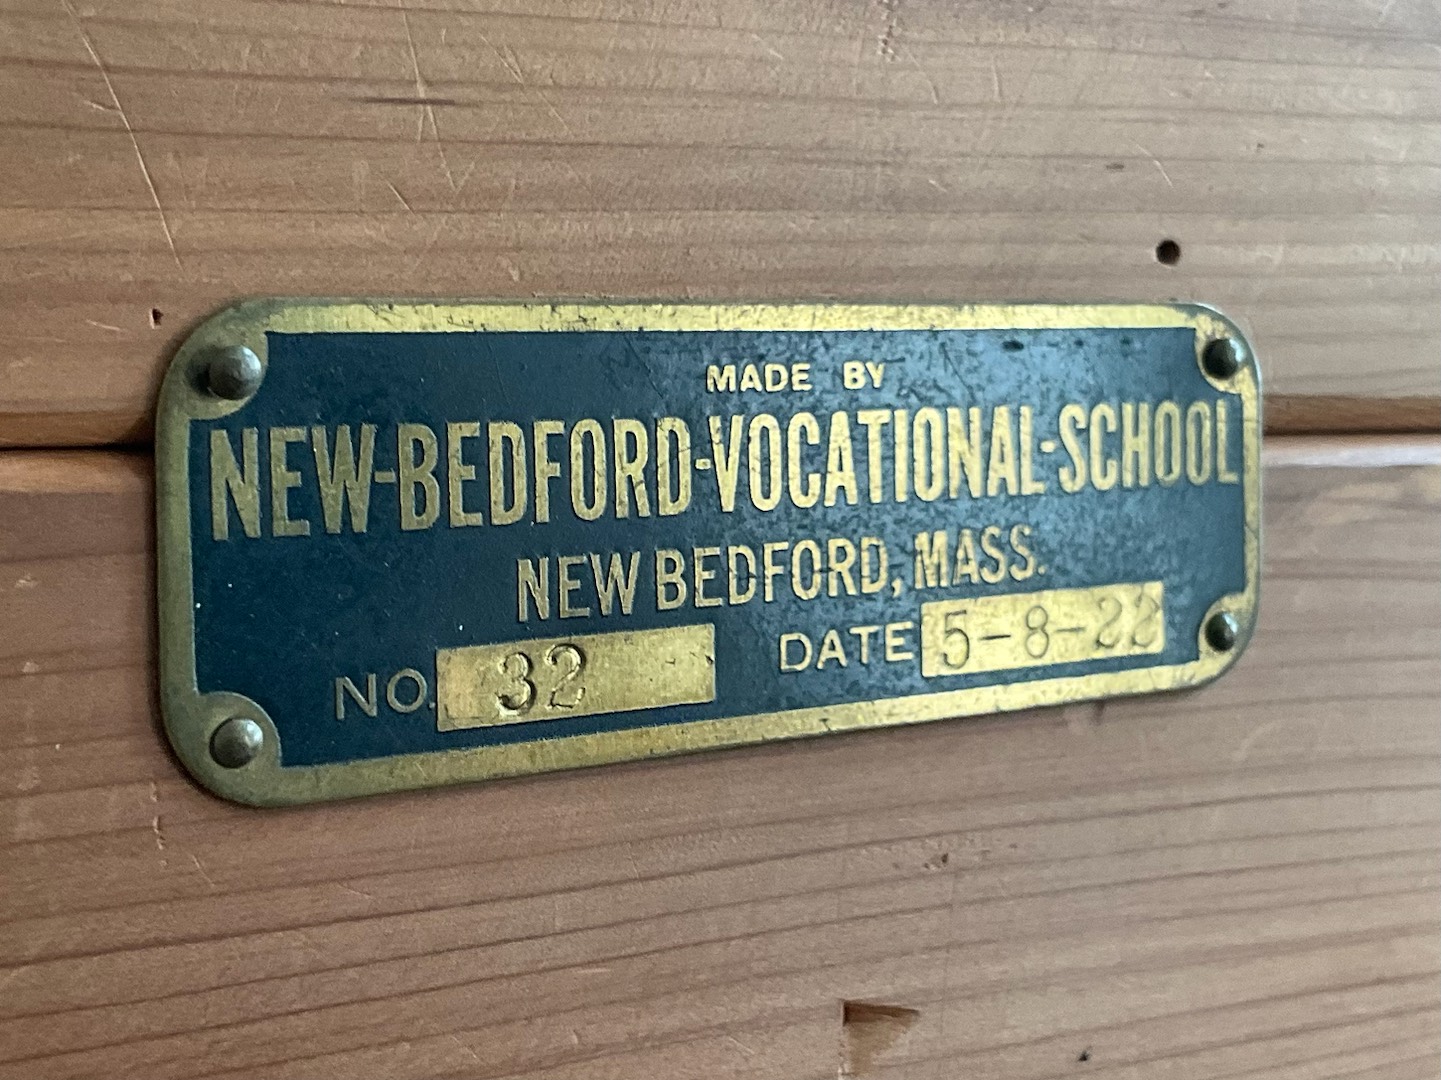 MADE BY
NEW-BEDFORD-VOCATIONAL-SCHOOL
NEW BEDFORD, MASS.
NO. 32 DATE 5-8-22